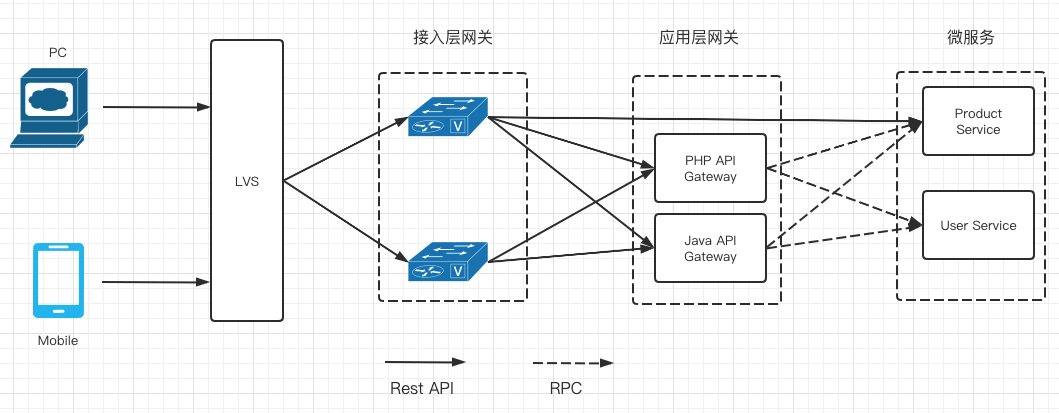 接入层网关
应用层网关
微服务
PC
LVS
V
V
PHP API
Gateway
Java API
Gateway
Product
Service
User Service
Mobile
Rest API
RPC